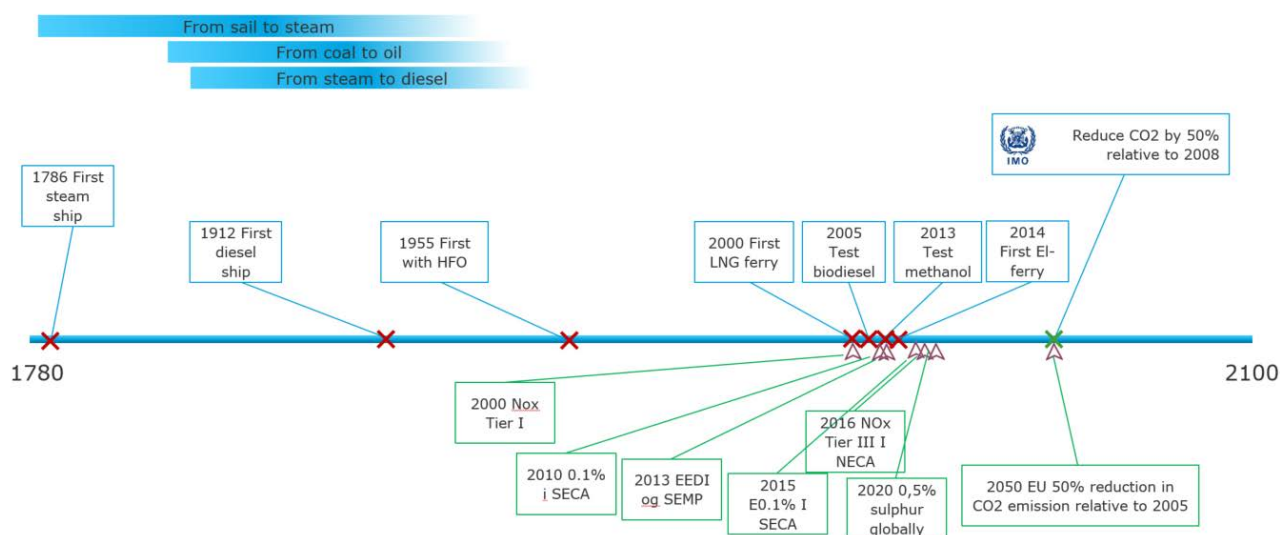 From sail to steam
From coal to oil
From steam to diesel
IMO
Reduce CO2 by 50%
relative to 2008
1786 First
steam
ship
1912 First
diesel
ship
1955 First
with HFO
2000 First
LNG ferry
2005
Test
biodiesel
2013
Test
methanol
2014
First El-
ferry
1780
2100
2000 Nox
Tier I
2010 0.1%
i SECA
2013 EEDI
og SEMP
2015
E0.1% I
SECA
2016 NOx
Tier III I
NECA
2020 0,5%
sulphur
globally
2050 EU 50% reduction in
CO2 emission relative to 2005